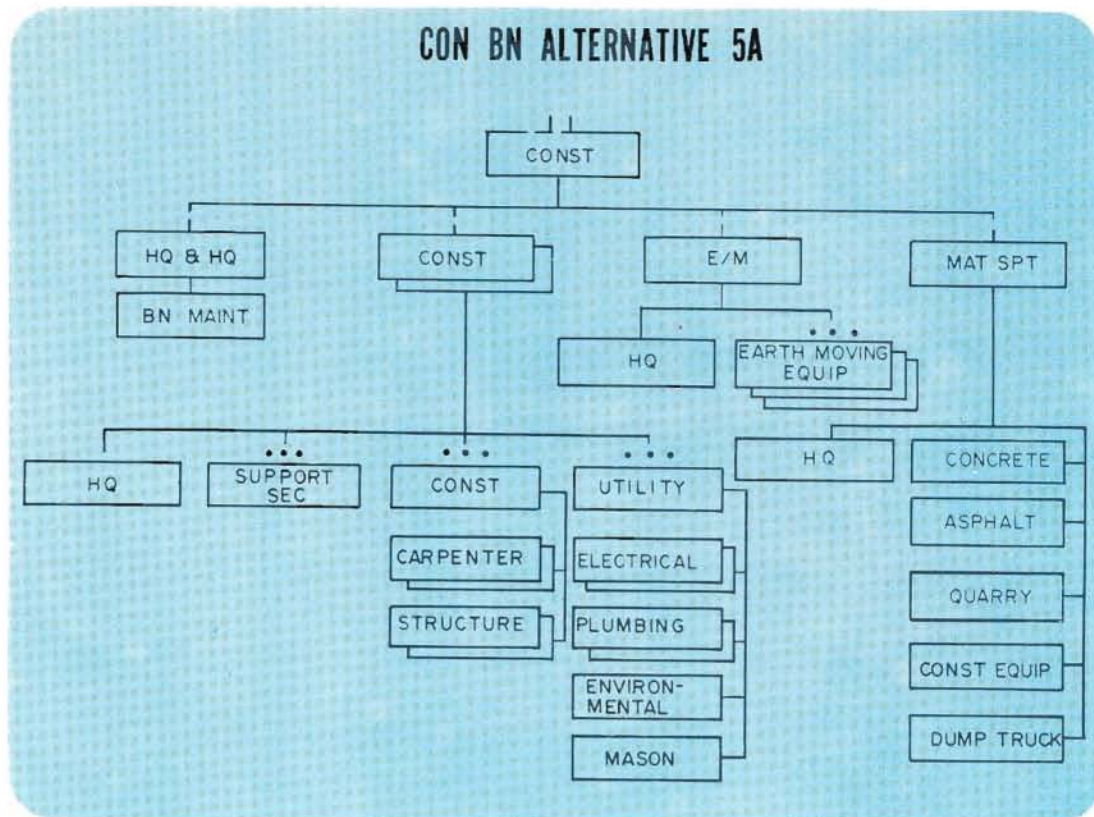 CON BN ALTERNATIVE 5A
CONST
HQ & HQ
CONST
E/M
MAT SPT
BN MAINT
HQ
EARTH MOVING
EQUIP
HQ
SUPPORT
SEC
CONST
UTILITY
HQ
CONCRETE
CARPENTER
ELECTRICAL
ASPHALT
STRUCTURE
PLUMBING
QUARRY
ENVIRON-
MENTAL
CONST EQUIP
MASON
DUMP TRUCK